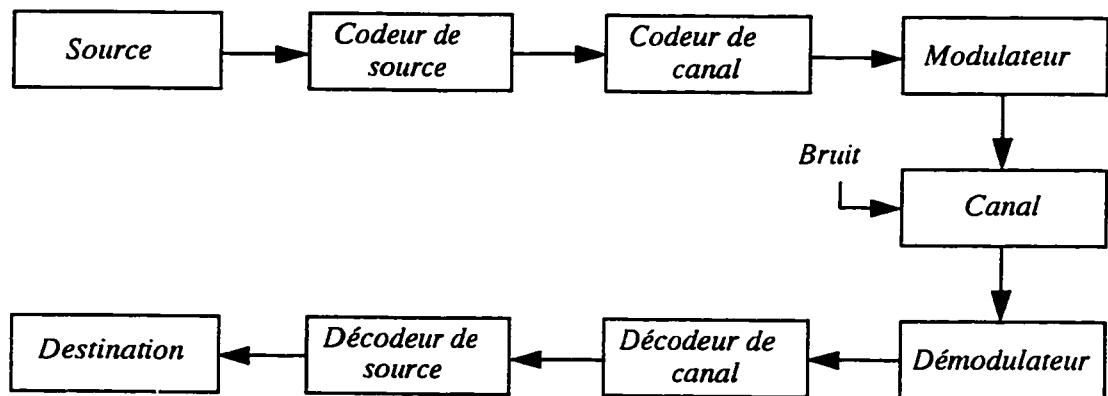 Source
Codeur de
source
Codeur de
canal
Modulateur
Bruit
Canal
Destination
Décodeur de
source
Décodeur de
canal
Démodulateur